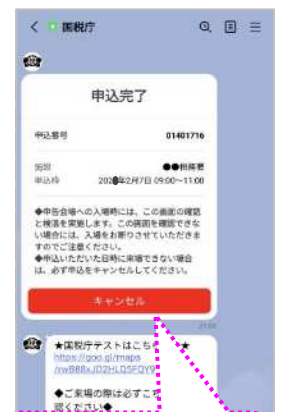 国税庁
申込完了
申込番号 01401716
●●税務署
申込枠 202●年2月7日 09:00～11:00
◆申告会場への入場時には、この画面の確認
と検温を実施します。この画面を確認できな
い場合には、入場をお断りさせていただきま
すのでご注意ください。
◆申込いただいた日時に来場できない場合
は、必ず申込をキャンセルしてください。
キャンセル
★国税庁テストはこち ★
https://goo.gl/maps
◆ご来場の際は必ずこち
認ください◆